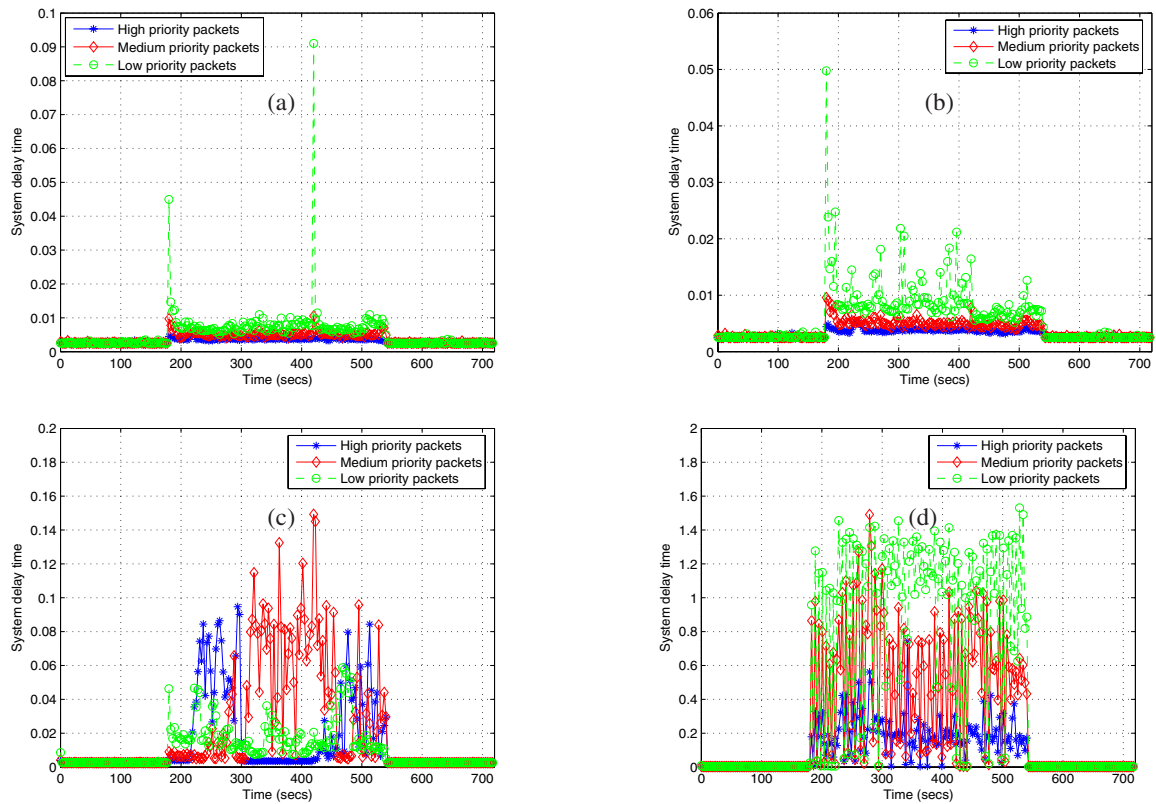 0.1
0.09
0.08
0.07
0.06
0.05
0.04
0.03
0.02
0.01
0
System delay time
High priority packets
Medium priority packets
Low priority packets
(a)
0 100 200 300 400 500 600 700
Time (secs)
0.06
0.05
0.04
0.03
0.02
0.01
0
System delay time
High priority packets
Medium priority packets
Low priority packets
(b)
0 100 200 300 400 500 600 700
Time (secs)
0.2
0.18
0.16
0.14
0.12
0.1
0.08
0.06
0.04
0.02
0
System delay time
High priority packets
Medium priority packets
Low priority packets
(c)
0 100 200 300 400 500 600 700
Time (secs)
2
1.8
1.6
1.4
1.2
1
0.8
0.6
0.4
0.2
0
System delay time
High priority packets
Medium priority packets
Low priority packets
(d)
0 100 200 300 400 500 600 700
Time (secs)